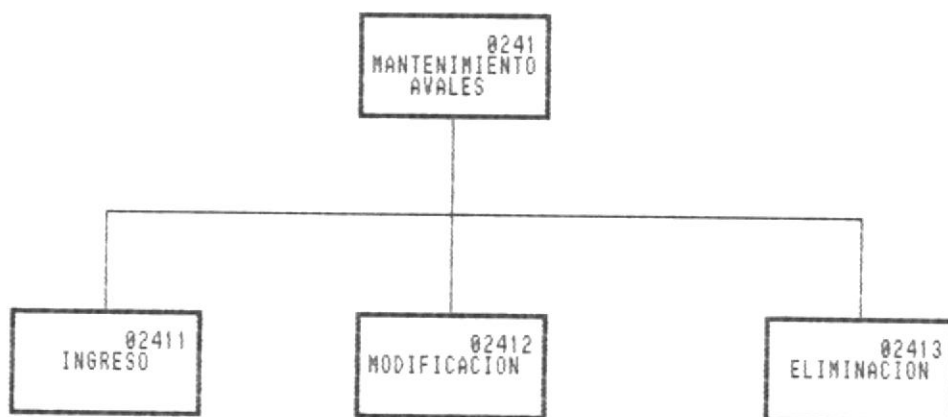 0241
MANTENIMIENTO
AVALES
02411
INGRESO
02412
MODIFICACION
02413
ELIMINACION